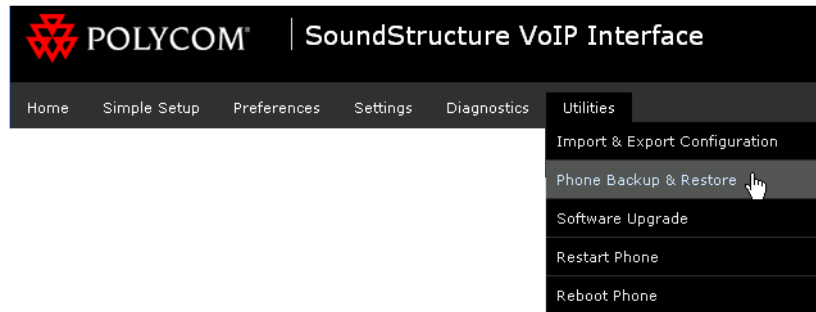 POLYCOM® SoundStructure VoIP Interface
Home Simple Setup Preferences Settings Diagnostics Utilities
Import & Export Configuration
Phone Backup & Restore
Software Upgrade
Restart Phone
Reboot Phone